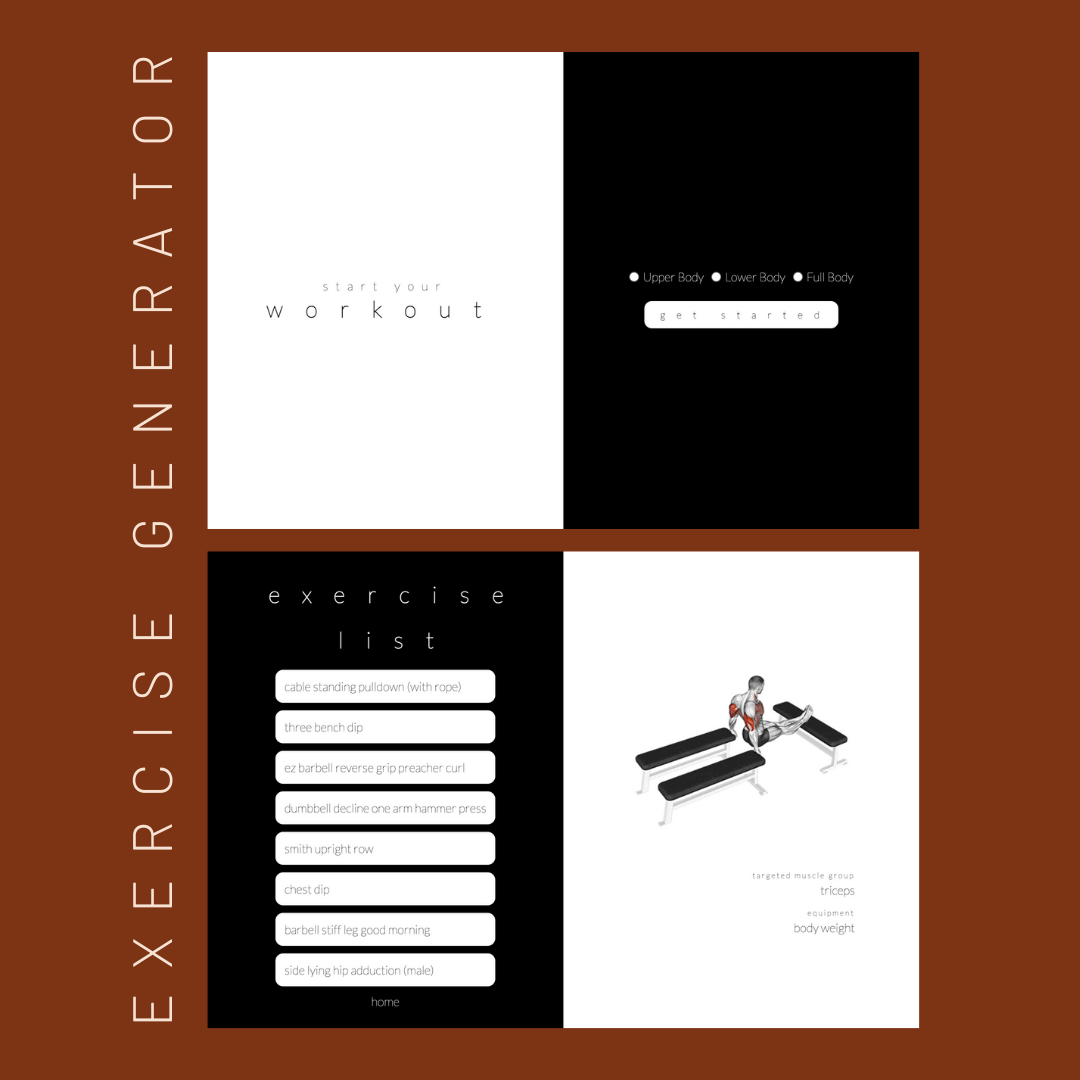 EXERCISE GENERATOR
start your
workout
Upper Body Lower Body Full Body
get started
exercise
list
cable standing pulldown (with rope)
three bench dip
ez barbell reverse grip preacher curl
dumbbell decline one arm hammer press
smith upright row
chest dip
barbell stiff leg good morning
side lying hip adduction (male)
home
targeted muscle group
triceps
equipment
body weight